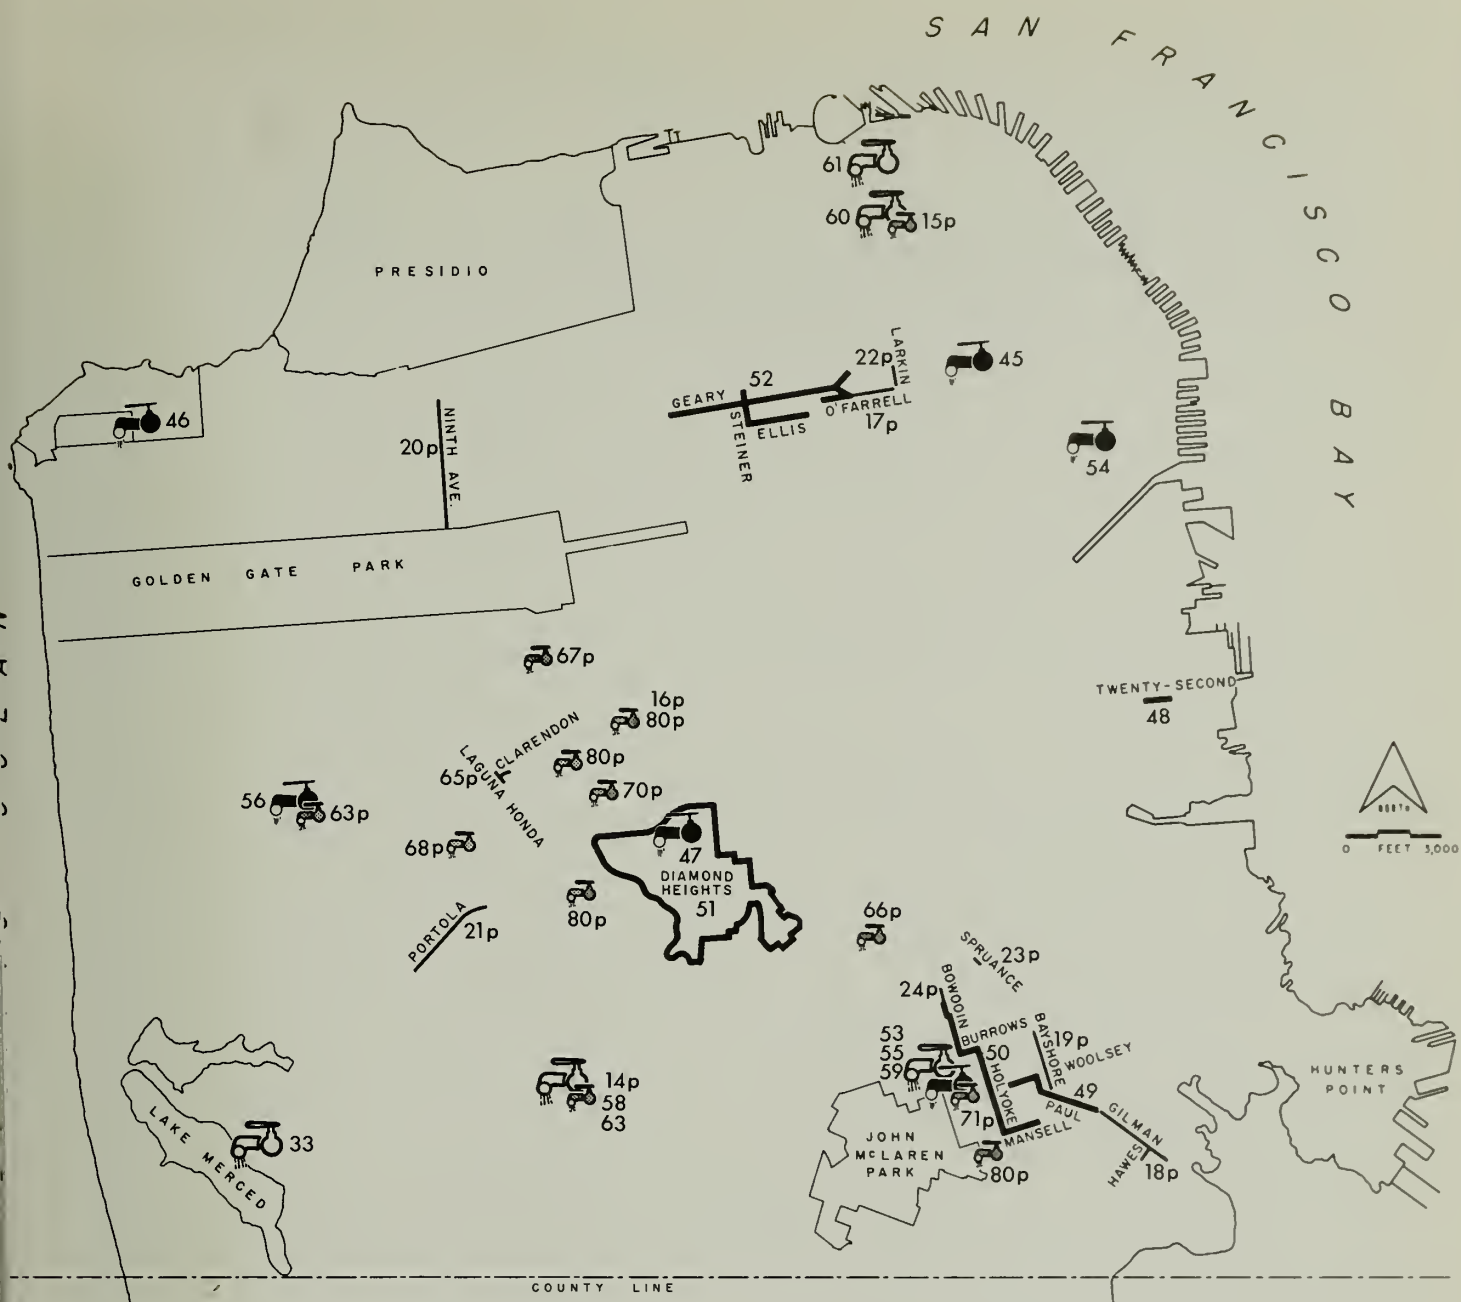 SAN FRANCISCO BAY
61
60
15p
PRESIDIO
46
20p
NINTH AVE.
GEARY
52
22p
LARKIN
45
STEINER
ELLIS
O'FARRELL
17p
54
GOLDEN GATE PARK
67p
16p
80p
CLARENDON
LAGUNA HONDA
65p
80p
70p
TWENTY-SECOND
48
56
63p
68p
47
DIAMOND
HEIGHTS
51
NORTH
0 FEET 5,000
PORTOLA
21p
80p
66p
SPRUANCE
23p
24p
BOWDOIN
BURROWS
BAYSHORE
19p
WOOLSEY
53
55
59
50
HOLYOKE
49
PAUL
GILMAN
71p
MANSELL
HAWES
18p
80p
JOHN
McLAREN
PARK
HUNTERS
POINT
14p
58
63
33
LAKE MERCED
COUNTY LINE